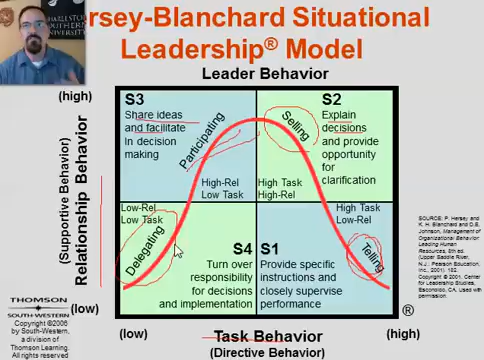 ersey-Blanchard Situational
Leadership® Model
CHARLESTON
SOUTHERN
UNIVERSITY
Leader Behavior
(high)
S3
Share ideas
and facilitate
In decision
making
Participating
S2
Selling
Explain
decisions
and provide
opportunity
for
clarification
High-Rel
Low Task
High Task
High-Rel
Low-Rel
Low Task
High Task
Low-Rel
Delegating
Telling
S4
Turn over
responsibility
for decisions
and implementation
S1
Provide specific
instructions and
closely supervise
performance
(Supportive Behavior)
Relationship Behavior
(low)
®
(low)
Task Behavior
(high)
(Directive Behavior)
SOURCE: P. Hersey and
K. H. Blanchard and D.E.
Johnson, Management of
Organizational Behavior
Leading Human
Resources, 8th ed.
(Upper Saddle River,
N.J.: Pearson Education,
Inc., 2001), 182.
Copyright © 2001, Center
for Leadership Studies,
Escondido, CA. Used with
permission.
THOMSON
SOUTH-WESTERN
Copyright ©2006
by South-Western,
a division of
Thomson Learning.
All rights reserved